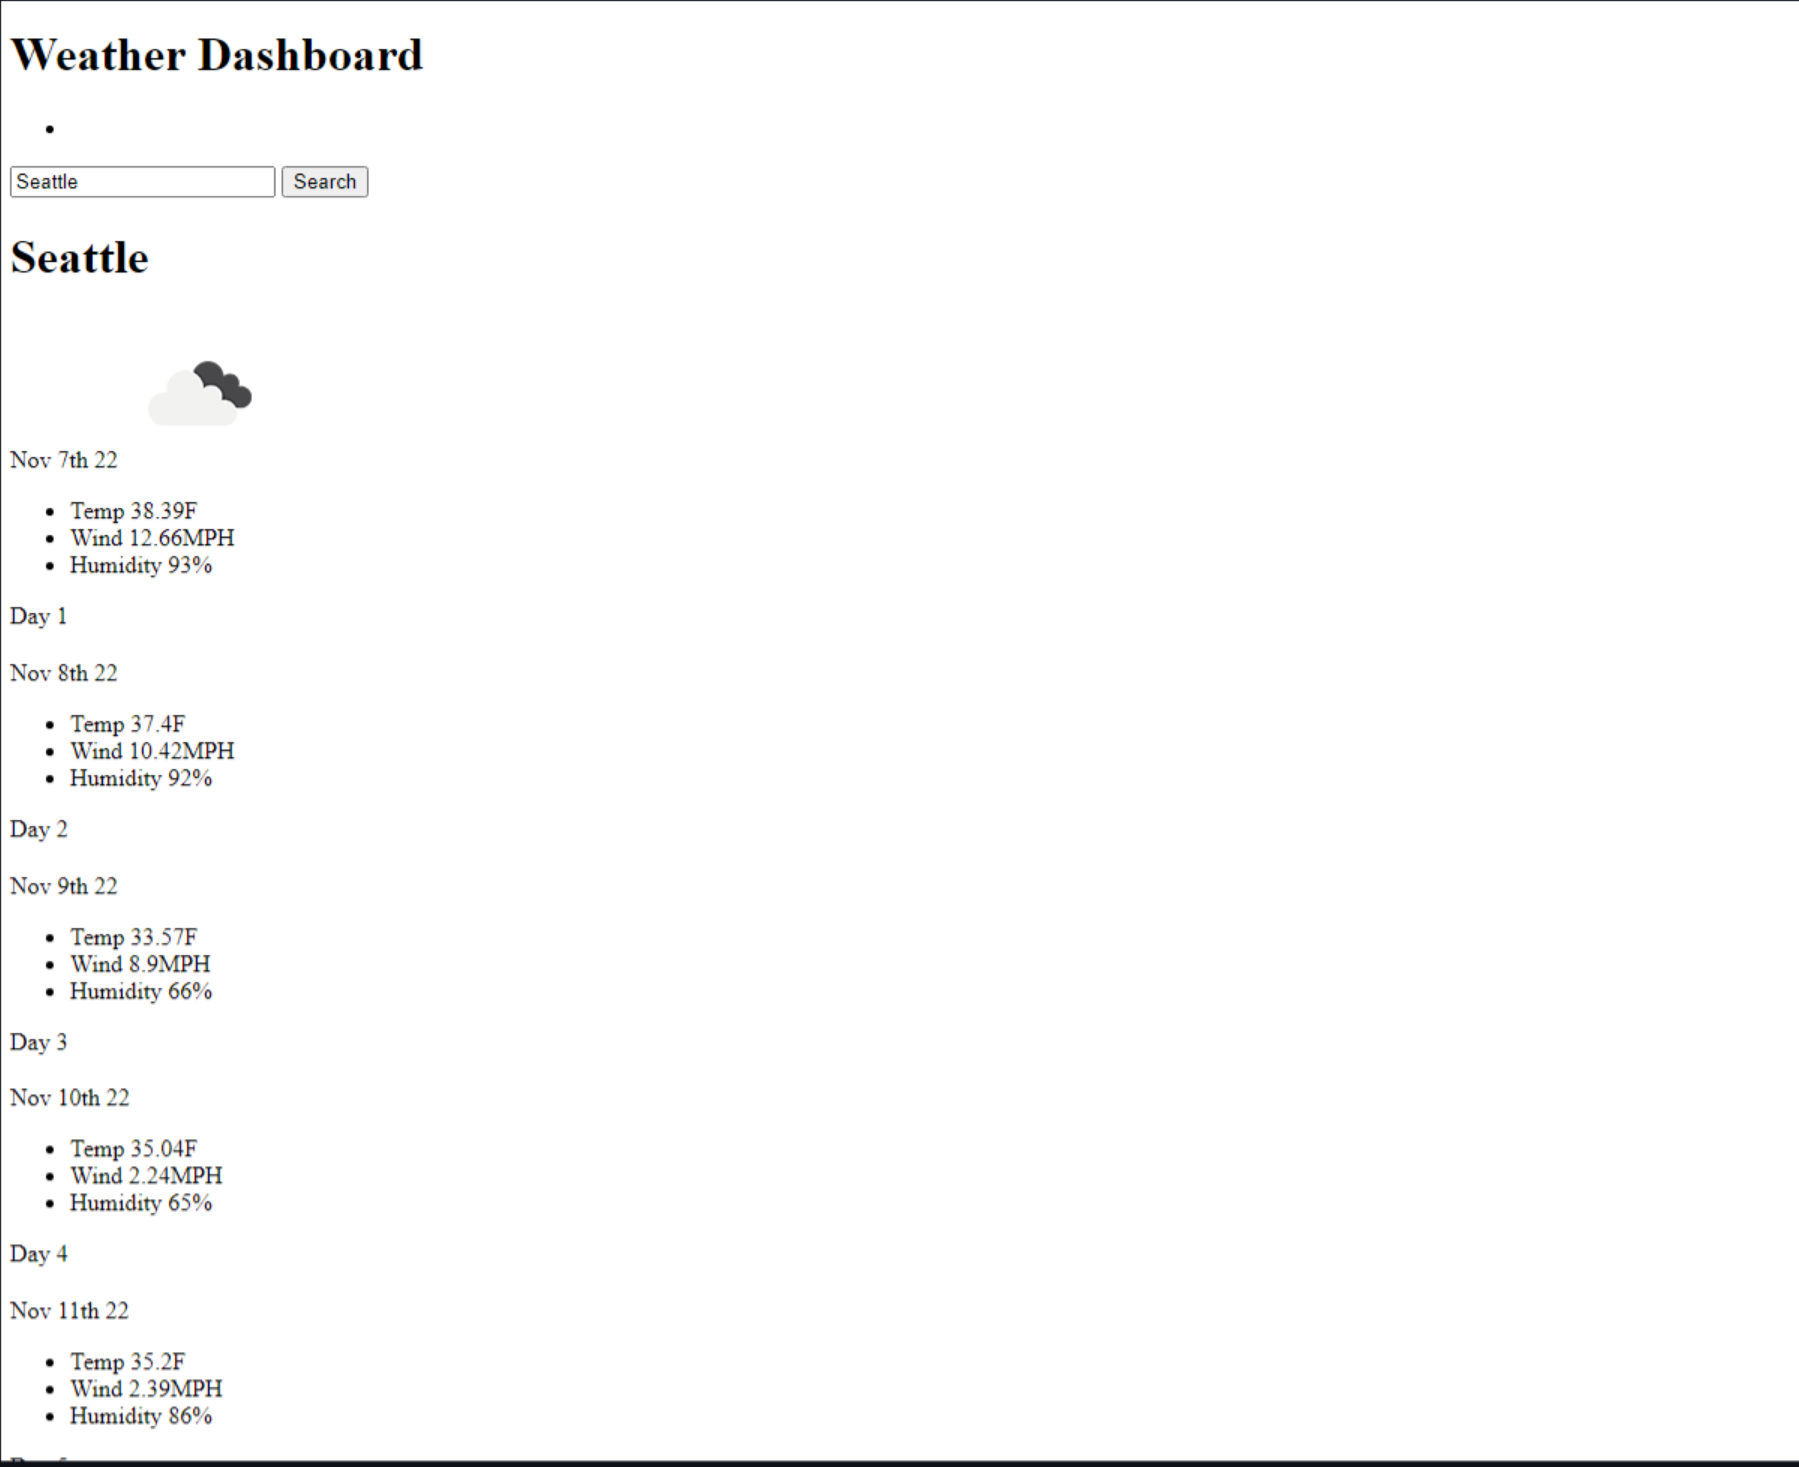 Weather Dashboard
Seattle Search
Seattle
Nov 7th 22
Temp 38.39F
Wind 12.66MPH
Humidity 93%
Day 1
Nov 8th 22
Temp 37.4F
Wind 10.42MPH
Humidity 92%
Day 2
Nov 9th 22
Temp 33.57F
Wind 8.9MPH
Humidity 66%
Day 3
Nov 10th 22
Temp 35.04F
Wind 2.24MPH
Humidity 65%
Day 4
Nov 11th 22
Temp 35.2F
Wind 2.39MPH
Humidity 86%